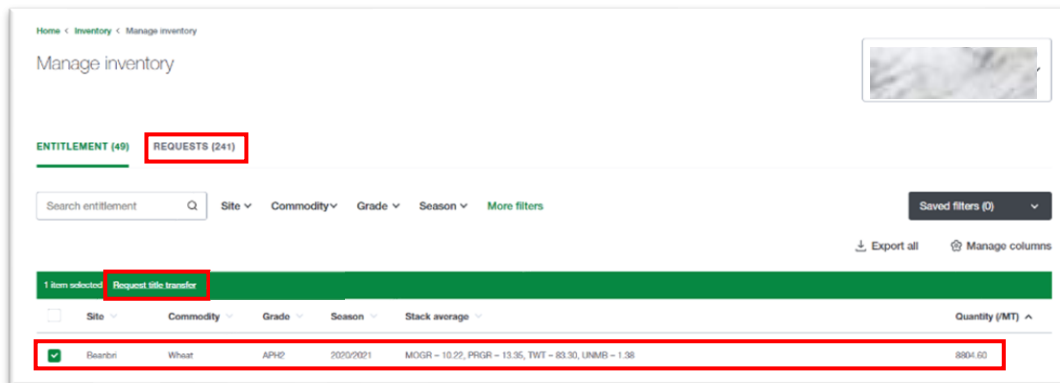 Home < Inventory < Manage inventory
Manage inventory
ENTITLEMENT (49) REQUESTS (241)
Search entitlement Site Commodity Grade Season More filters Saved filters (0)
Export all Manage columns
1 item selected Request title transfer
Site Commodity Grade Season Stack average Quantity (/MT)
Beanbri Wheat APH2 2020/2021 MOGR – 10.22, PRGR – 13.35, TWT – 83.30, UNMB – 1.38 8804.60